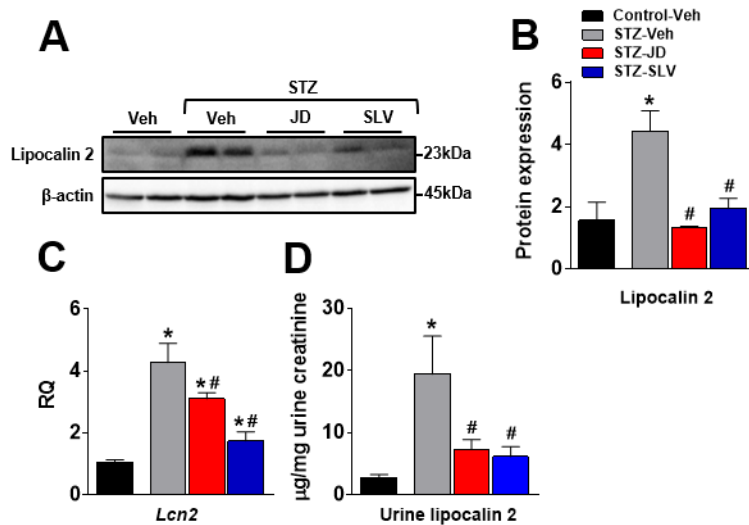 A
STZ
Veh Veh JD SLV
Lipocalin 2
23kDa
β-actin
45kDa
B
Control-Veh
STZ-Veh
STZ-JD
STZ-SLV
Protein expression
6
4
2
0
*
#
#
Lipocalin 2
C
RQ
6
4
2
0
*
*#
*#
Lcn2
D
µg/mg urine creatinine
30
20
10
0
*
#
#
Urine lipocalin 2